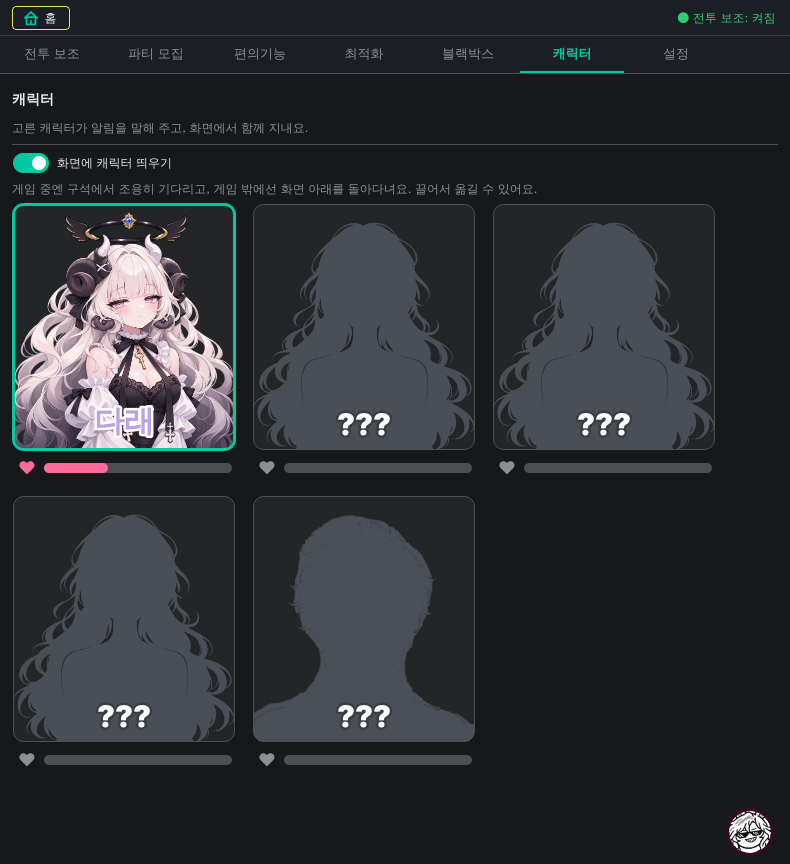 홈
전투 보조: 켜짐
전투 보조 파티 모집 편의기능 최적화 블랙박스 캐릭터 설정
캐릭터
고른 캐릭터가 알림을 말해 주고, 화면에서 함께 지내요.
화면에 캐릭터 띄우기
게임 중엔 구석에서 조용히 기다리고, 게임 밖에선 화면 아래를 돌아다녀요. 끌어서 옮길 수 있어요.
다래
???
???
???
???